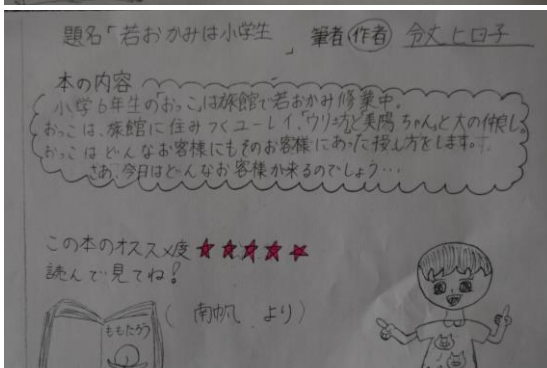 題名「若おかみは小学生」 筆者 作者 令丈ヒロ子
本の内容
小学6年生の「おっこ」は旅館で若おかみ修業中。
おっこは、旅館に住みつくユーレイ、「ウリ坊と美陽ちゃん」と大の仲良し。
おっこはどんなお客様にもそのお客様にあった接し方をします。
さあ、今日はどんなお客様が来るのでしょう…
この本のオススメ度★★★★★
読んで見てね!
(南帆 より)
ももたろう